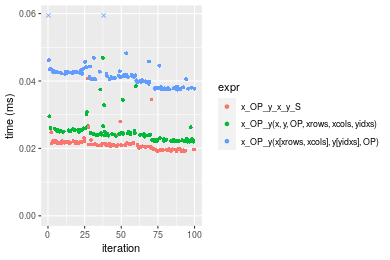 0.06
0.04
0.02
0.00
time (ms)
0
25
50
75
100
iteration
expr
x_OP_y_x_y_S
x_OP_y(x, y, OP, xrows, xcols, yidxs)
x_OP_y(x[xrows, xcols], y[yidxs], OP)